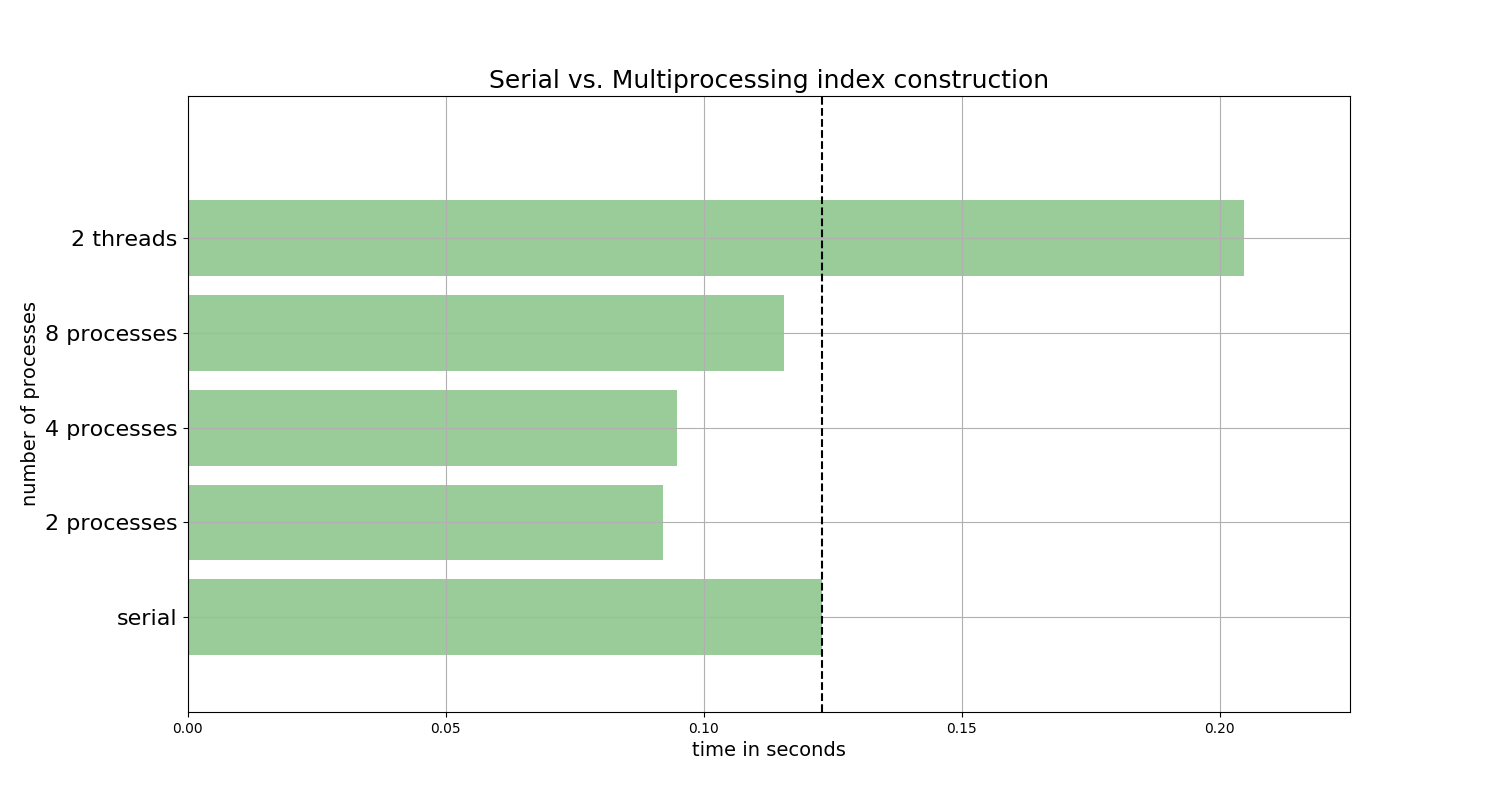 Serial vs. Multiprocessing index construction
number of processes
2 threads
8 processes
4 processes
2 processes
serial
0.00 0.05 0.10 0.15 0.20
time in seconds